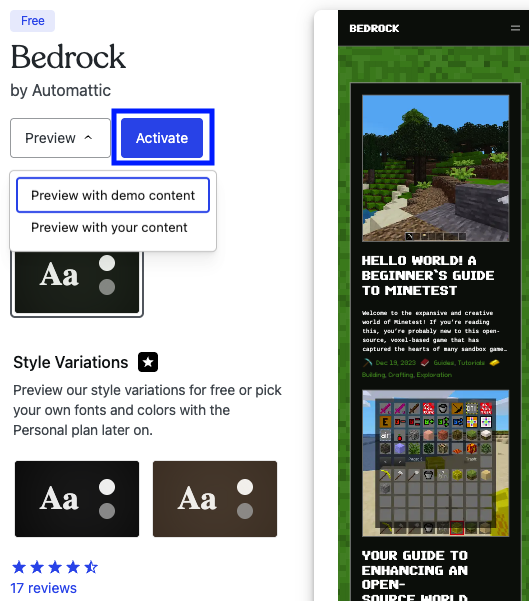 Free
Bedrock
by Automattic
Preview
Activate
Preview with demo content
Preview with your content
Aa
Style Variations
Preview our style variations for free or pick
your own fonts and colors with the
Personal plan later on.
Aa
Aa
17 reviews
BEDROCK
HELLO WORLD! A
BEGINNER`S GUIDE
TO MINETEST
Welcome to the expansive and creative
world of Minetest! If you're reading
this, you're probably new to this open-
source, voxel-based game that has
captured the hearts of many sandbox game…
Dec 19, 2023
Guides, Tutorials
Building, Crafting, Exploration
YOUR GUIDE TO
ENHANCING AN
OPEN-
SOURCE WORLD